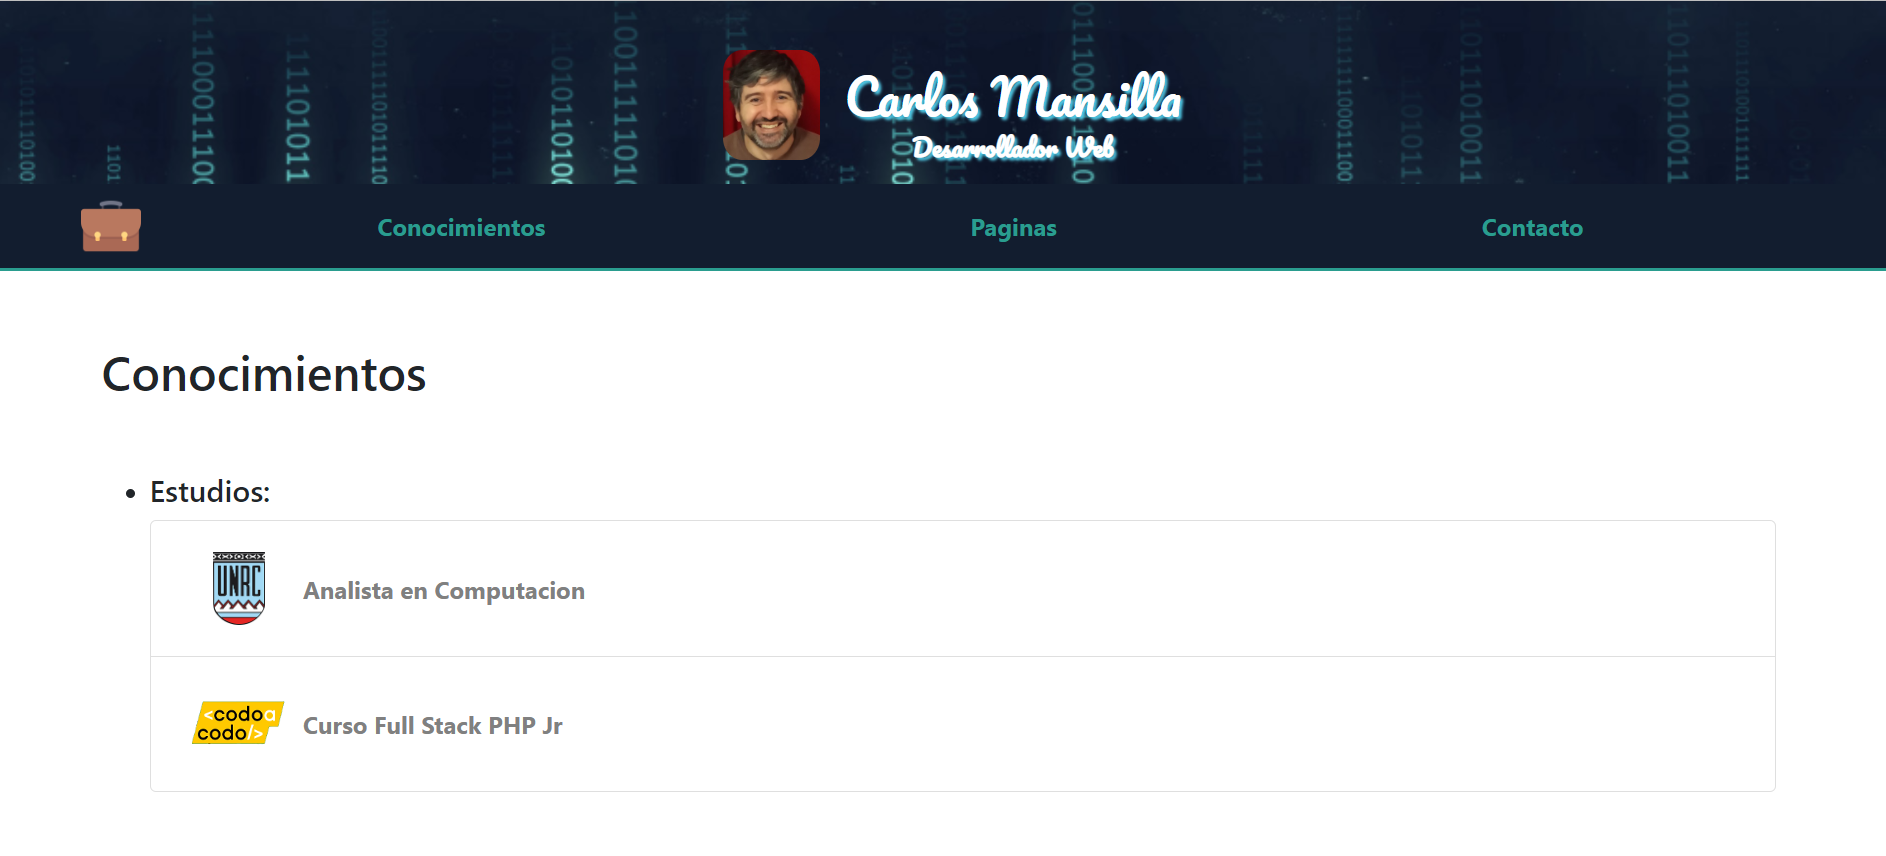 Carlos Mansilla
Desarrollador Web
Conocimientos
Paginas
Contacto
Conocimientos
Estudios:
UNRC
Analista en Computacion
<codo a
codo/>
Curso Full Stack PHP Jr